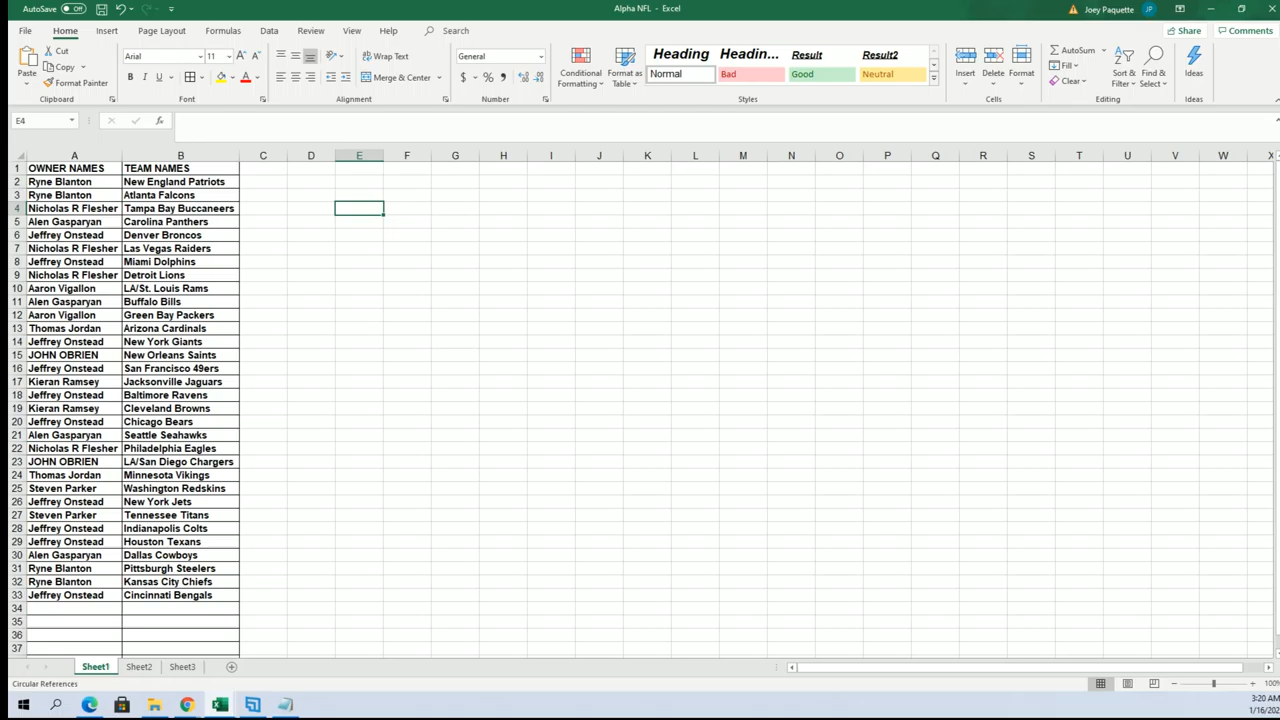 AutoSave Off Alpha NFL - Excel Joey Paquette JP
File Home Insert Page Layout Formulas Data Review View Help Search Share Comments
Cut Arial 11 Wrap Text General Heading Headin... Result Result2 AutoSum
Copy Fill
Paste Format Painter B I U Merge & Center $ % Conditional Formatting Format as Table Normal Bad Good Neutral Insert Delete Format Clear Sort & Filter Find & Select Ideas
Clipboard Font Alignment Number Styles Cells Editing Ideas
E4 fx
A B C D E F G H I J K L M N O P Q R S T U V W X
1 OWNER NAMES TEAM NAMES
2 Ryne Blanton New England Patriots
3 Ryne Blanton Atlanta Falcons
4 Nicholas R Flesher Tampa Bay Buccaneers
5 Alen Gasparyan Carolina Panthers
6 Jeffrey Onstead Denver Broncos
7 Nicholas R Flesher Las Vegas Raiders
8 Jeffrey Onstead Miami Dolphins
9 Nicholas R Flesher Detroit Lions
10 Aaron Vigallon LA/St. Louis Rams
11 Alen Gasparyan Buffalo Bills
12 Aaron Vigallon Green Bay Packers
13 Thomas Jordan Arizona Cardinals
14 Jeffrey Onstead New York Giants
15 JOHN OBRIEN New Orleans Saints
16 Jeffrey Onstead San Francisco 49ers
17 Kieran Ramsey Jacksonville Jaguars
18 Jeffrey Onstead Baltimore Ravens
19 Kieran Ramsey Cleveland Browns
20 Jeffrey Onstead Chicago Bears
21 Alen Gasparyan Seattle Seahawks
22 Nicholas R Flesher Philadelphia Eagles
23 JOHN OBRIEN LA/San Diego Chargers
24 Thomas Jordan Minnesota Vikings
25 Steven Parker Washington Redskins
26 Jeffrey Onstead New York Jets
27 Steven Parker Tennessee Titans
28 Jeffrey Onstead Indianapolis Colts
29 Jeffrey Onstead Houston Texans
30 Alen Gasparyan Dallas Cowboys
31 Ryne Blanton Pittsburgh Steelers
32 Ryne Blanton Kansas City Chiefs
33 Jeffrey Onstead Cincinnati Bengals
34
35
36
37
Sheet1 Sheet2 Sheet3
Circular References 100%
3:20 AM
1/16/202